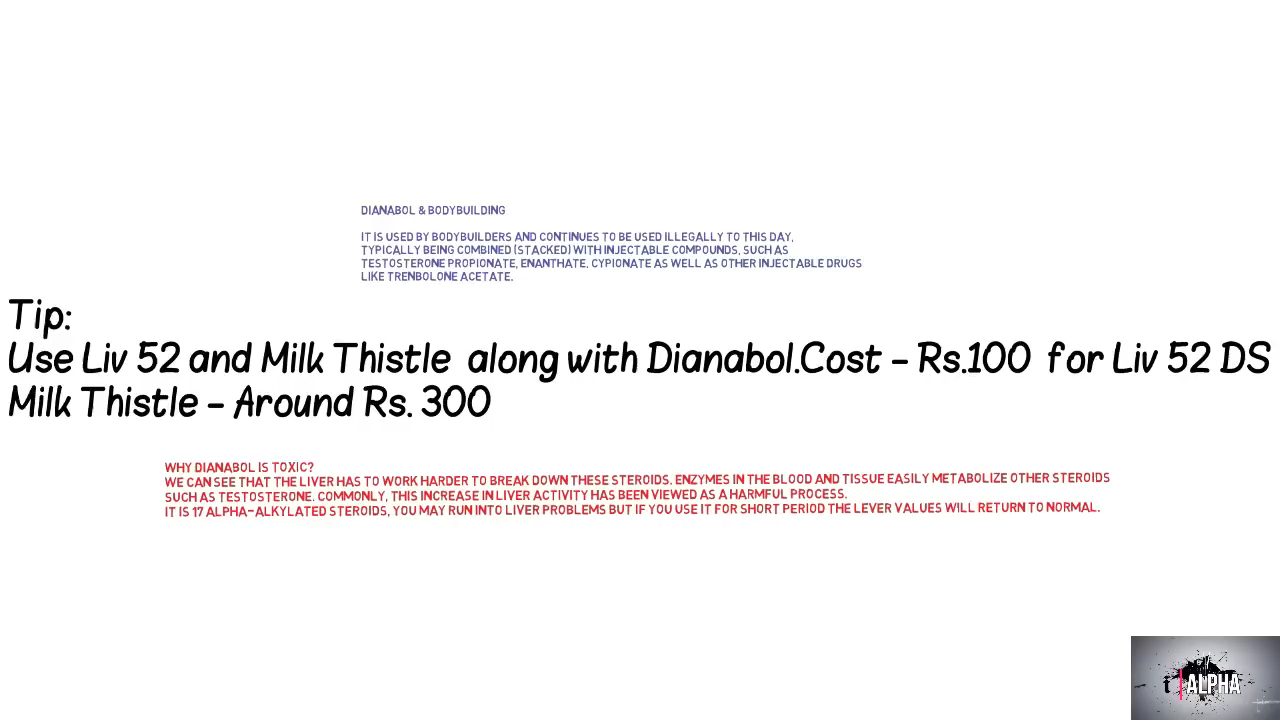 DIANABOL & BODYBUILDING
IT IS USED BY BODYBUILDERS AND CONTINUES TO BE USED ILLEGALLY TO THIS DAY,
TYPICALLY BEING COMBINED (STACKED) WITH INJECTABLE COMPOUNDS, SUCH AS
TESTOSTERONE PROPIONATE, ENANTHATE, CYPIONATE AS WELL AS OTHER INJECTABLE DRUGS
LIKE TRENBOLONE ACETATE.
Tip:
Use Liv 52 and Milk Thistle along with Dianabol.Cost - Rs.100 for Liv 52 DS
Milk Thistle - Around Rs. 300
WHY DIANABOL IS TOXIC?
WE CAN SEE THAT THE LIVER HAS TO WORK HARDER TO BREAK DOWN THESE STEROIDS. ENZYMES IN THE BLOOD AND TISSUE EASILY METABOLIZE OTHER STEROIDS
SUCH AS TESTOSTERONE. COMMONLY, THIS INCREASE IN LIVER ACTIVITY HAS BEEN VIEWED AS A HARMFUL PROCESS.
IT IS 17 ALPHA-ALKYLATED STEROIDS, YOU MAY RUN INTO LIVER PROBLEMS BUT IF YOU USE IT FOR SHORT PERIOD THE LEVER VALUES WILL RETURN TO NORMAL.
t ALPHA